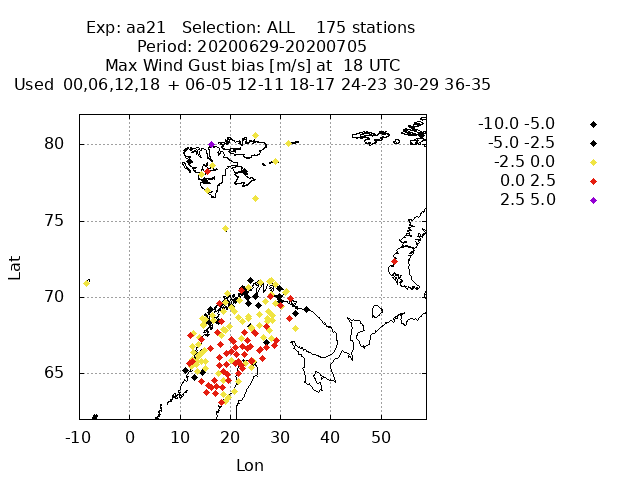 Exp: aa21 Selection: ALL 175 stations
Period: 20200629-20200705
Max Wind Gust bias [m/s] at 18 UTC
Used 00,06,12,18 + 06-05 12-11 18-17 24-23 30-29 36-35
-10.0 -5.0
-5.0 -2.5
-2.5 0.0
0.0 2.5
2.5 5.0
80
75
70
65
Lat
-10 0 10 20 30 40 50
Lon